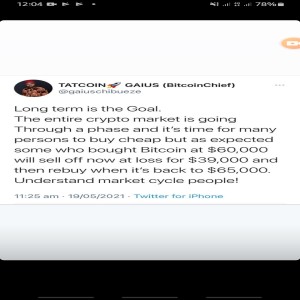 12:04
78%
TATCOIN🚀 GAIUS (BitcoinChief)
@gaiuschibueze
Long term is the Goal.
The entire crypto market is going
Through a phase and it's time for many
persons to buy cheap but as expected
some who bought Bitcoin at $60,000
will sell off now at loss for $39,000 and
then rebuy when it's back to $65,000.
Understand market cycle people!
11:25 am · 19/05/2021 · Twitter for iPhone